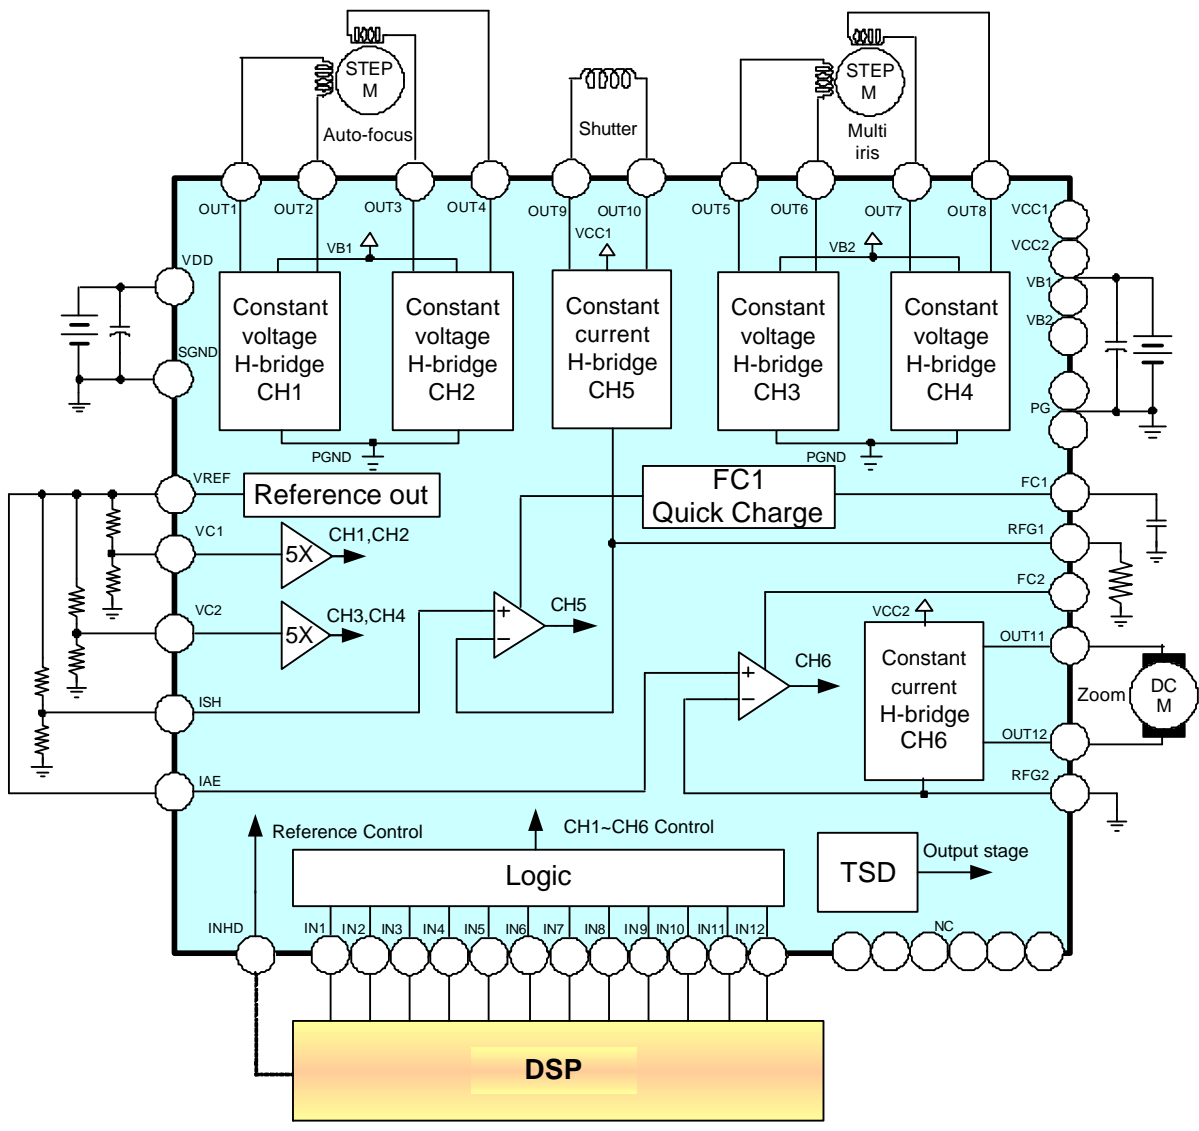 STEP
M
Auto-focus
Shutter
STEP
M
Multi
iris
OUT1
OUT2
OUT3
OUT4
OUT9
OUT10
OUT5
OUT6
OUT7
OUT8
VCC1
VCC2
VB1
VB2
PG
VDD
SGND
VB1
VCC1
VB2
Constant
voltage
H-bridge
CH1
Constant
voltage
H-bridge
CH2
Constant
current
H-bridge
CH5
Constant
voltage
H-bridge
CH3
Constant
voltage
H-bridge
CH4
PGND
PGND
VREF
Reference out
FC1
Quick Charge
FC1
VC1
5X
CH1,CH2
RFG1
FC2
VC2
5X
CH3,CH4
+
−
CH5
VCC2
OUT11
ISH
+
−
CH6
Constant
current
H-bridge
CH6
Zoom
DC
M
OUT12
IAE
RFG2
Reference Control
CH1~CH6 Control
Logic
TSD
Output stage
INHD
IN1
IN2
IN3
IN4
IN5
IN6
IN7
IN8
IN9
IN10
IN11
IN12
NC
DSP